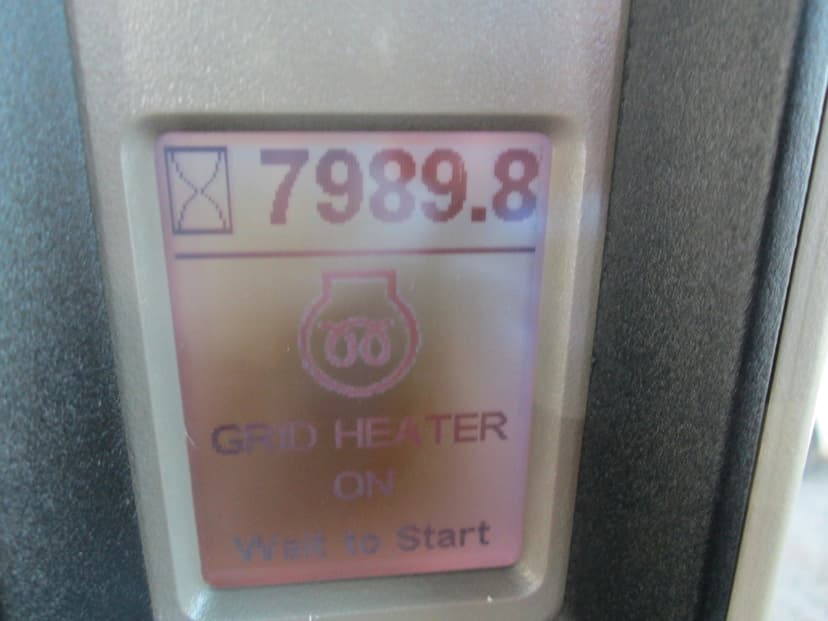 7989.8
GRID HEATER
ON
Wait to Start